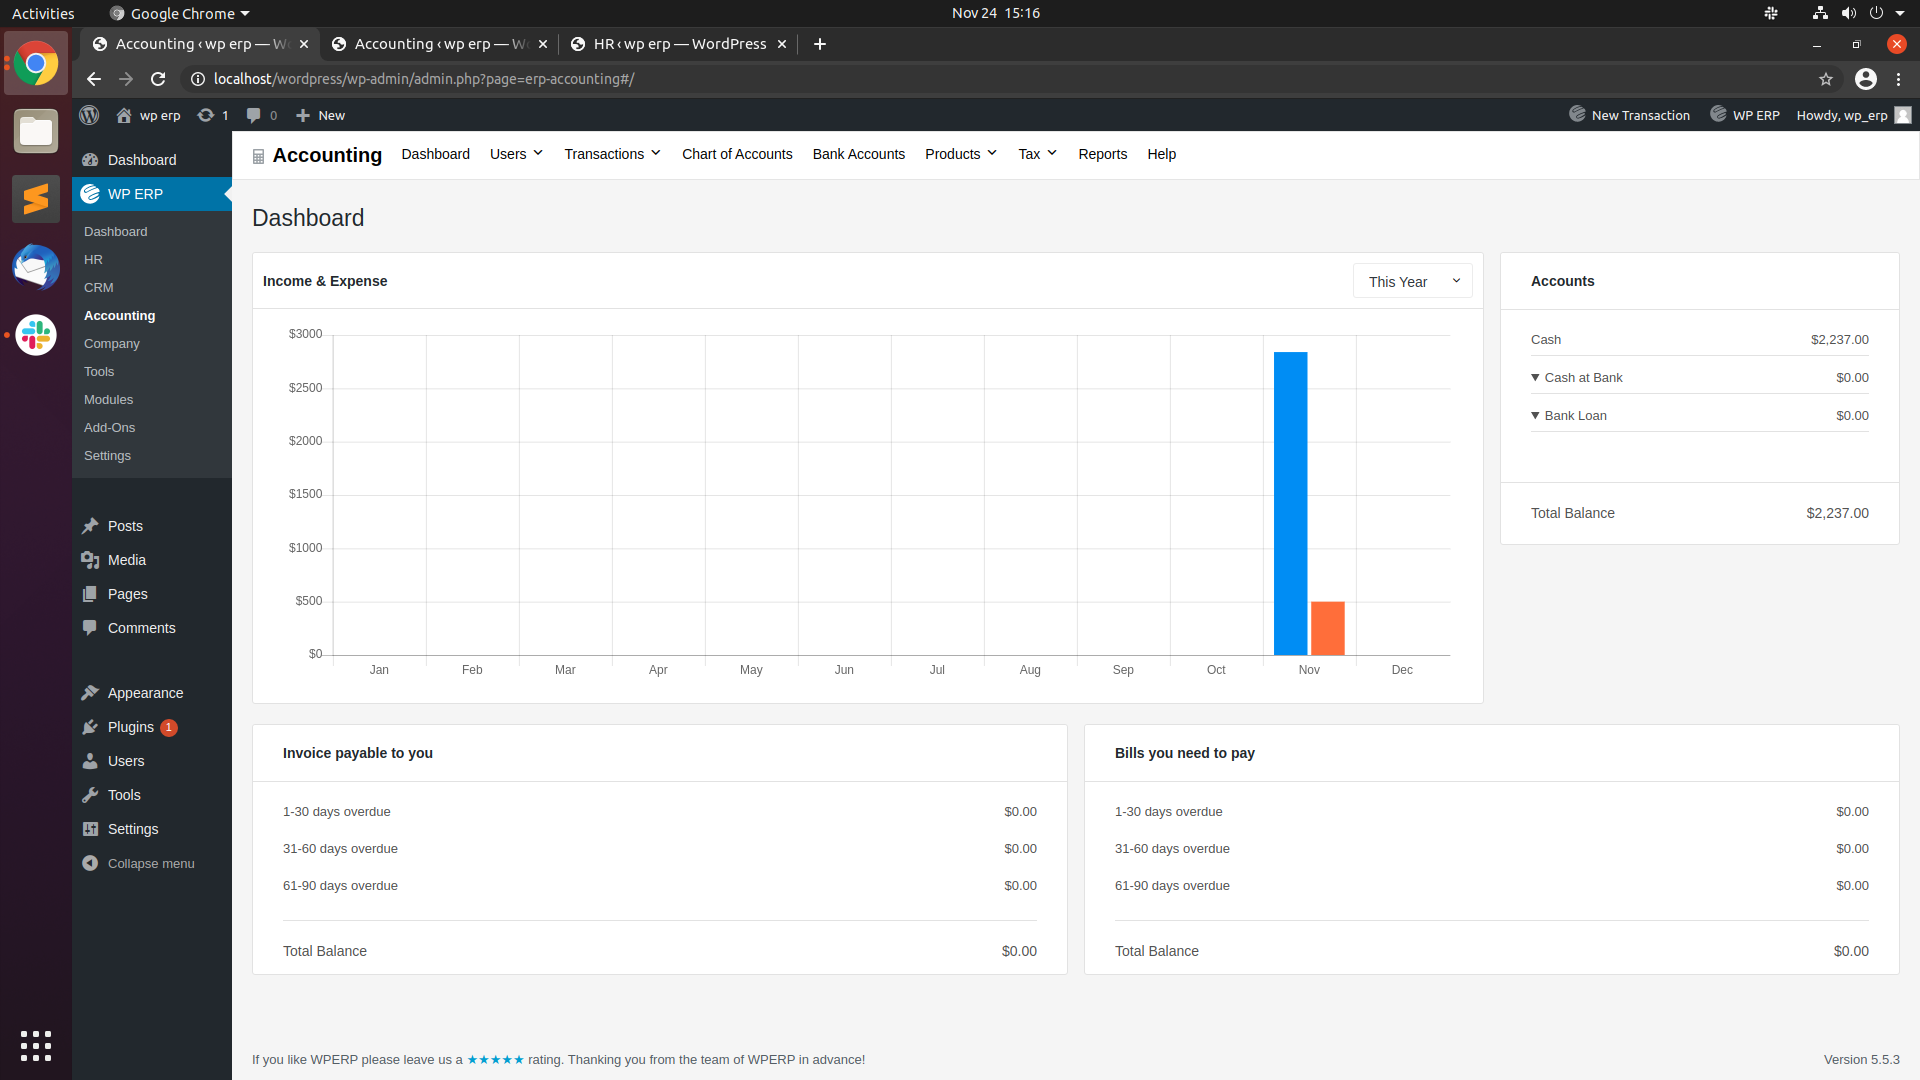 Activities
Google Chrome
Nov 24 15:16
Accounting ‹ wp erp — W
Accounting ‹ wp erp — W
HR ‹ wp erp — WordPress
localhost/wordpress/wp-admin/admin.php?page=erp-accounting#/
wp erp
1
0
New
New Transaction
WP ERP
Howdy, wp_erp
Dashboard
WP ERP
Dashboard
HR
CRM
Accounting
Company
Tools
Modules
Add-Ons
Settings
Posts
Media
Pages
Comments
Appearance
Plugins 1
Users
Tools
Settings
Collapse menu
Accounting
Dashboard
Users
Transactions
Chart of Accounts
Bank Accounts
Products
Tax
Reports
Help
Dashboard
Income & Expense
This Year
$3000
$2500
$2000
$1500
$1000
$500
$0
Jan Feb Mar Apr May Jun Jul Aug Sep Oct Nov Dec
Accounts
Cash $2,237.00
Cash at Bank $0.00
Bank Loan $0.00
Total Balance $2,237.00
Invoice payable to you
1-30 days overdue $0.00
31-60 days overdue $0.00
61-90 days overdue $0.00
Total Balance $0.00
Bills you need to pay
1-30 days overdue $0.00
31-60 days overdue $0.00
61-90 days overdue $0.00
Total Balance $0.00
If you like WPERP please leave us a ★★★★★ rating. Thanking you from the team of WPERP in advance!
Version 5.5.3